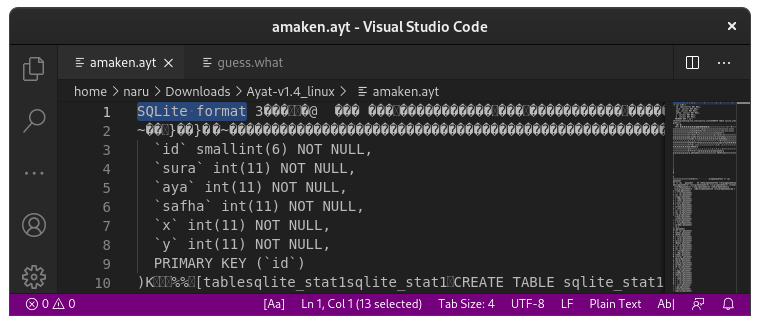 amaken.ayt - Visual Studio Code
amaken.ayt
guess.what
home > naru > Downloads > Ayat-v1.4_linux > amaken.ayt
1 SQLite format 3
2
3 `id` smallint(6) NOT NULL,
4 `sura` int(11) NOT NULL,
5 `aya` int(11) NOT NULL,
6 `safha` int(11) NOT NULL,
7 `x` int(11) NOT NULL,
8 `y` int(11) NOT NULL,
9 PRIMARY KEY (`id`)
10 )K %% [tablesqlite_stat1sqlite_stat1 CREATE TABLE sqlite_stat1
0 0 [Aa] Ln 1, Col 1 (13 selected) Tab Size: 4 UTF-8 LF Plain Text Ab|